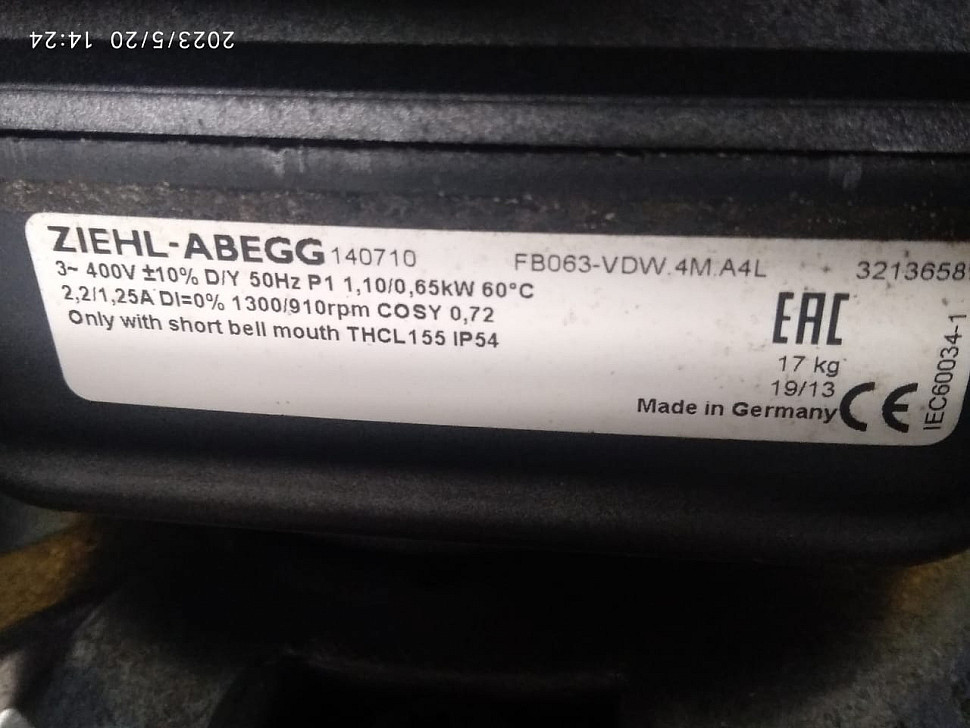 2023/5/20 14:24
ZIEHL-ABEGG 140710 FB063-VDW.4M.A4L
3~ 400V ±10% D/Y 50Hz P1 1,10/0,65kW 60°C
2,2/1,25A DI=0% 1300/910rpm COSY 0,72
Only with short bell mouth THCL155 IP54
EAC
17 kg
19/13
Made in Germany CE
IEC60034-1